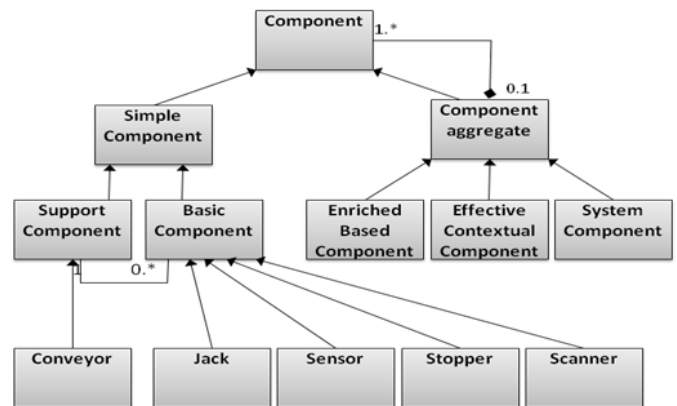 Component
1.*
0.1
Simple
Component
Component
aggregate
Support
Component
Basic
Component
Enriched
Based
Component
Effective
Contextual
Component
System
Component
1
0.*
Conveyor
Jack
Sensor
Stopper
Scanner